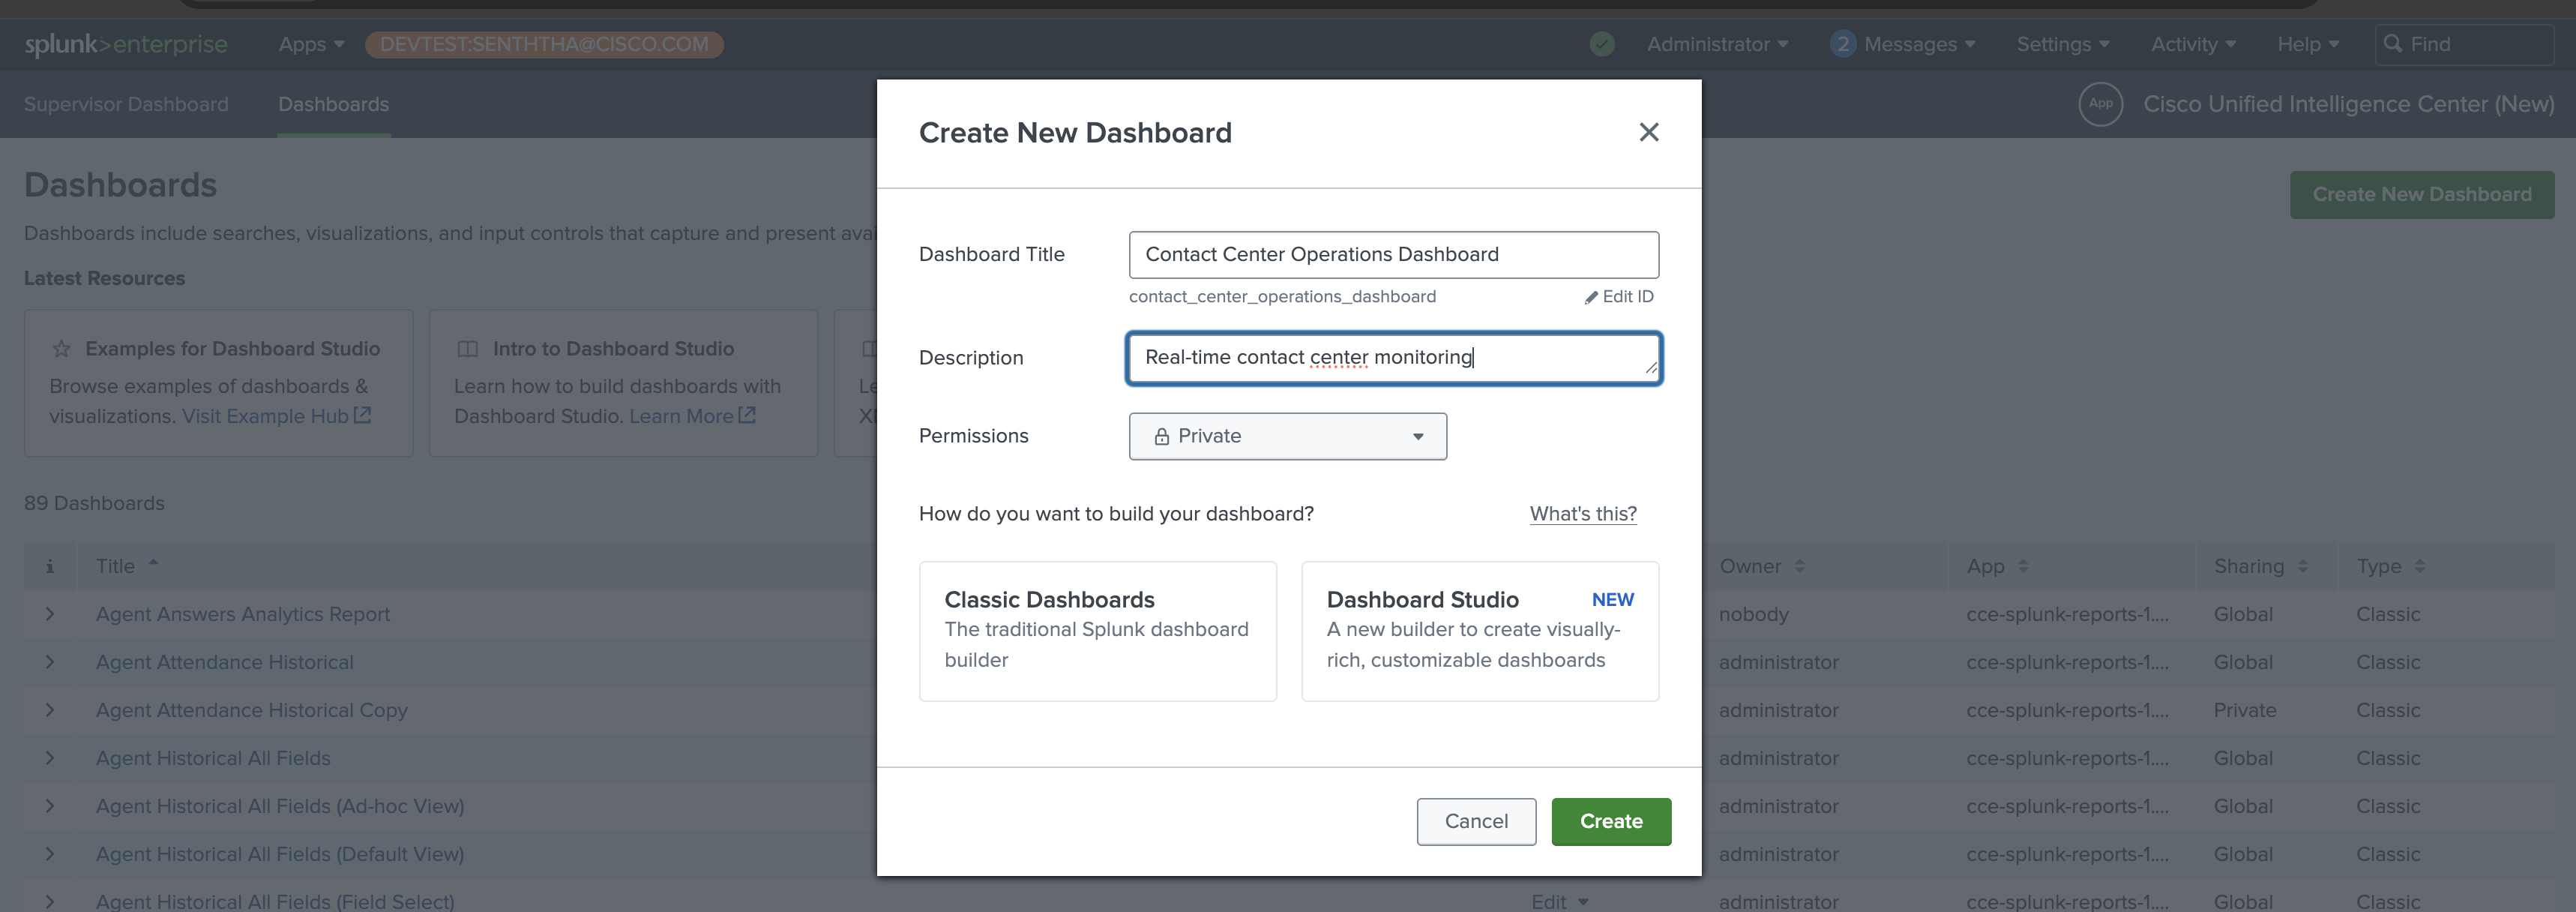 splunk>enterprise Apps DEVTEST:SENTHTHA@CISCO.COM Administrator 2 Messages Settings Activity Help Find
Supervisor Dashboard Dashboards App Cisco Unified Intelligence Center (New)
Create New Dashboard
Dashboards
Create New Dashboard
Dashboards include searches, visualizations, and input controls that capture and present
Latest Resources
Examples for Dashboard Studio
Browse examples of dashboards &
visualizations. Visit Example Hub
Intro to Dashboard Studio
Learn how to build dashboards with
Dashboard Studio. Learn More
Dashboard Title Contact Center Operations Dashboard
contact_center_operations_dashboard Edit ID
Description Real-time contact center monitoring
Permissions Private
How do you want to build your dashboard? What's this?
Classic Dashboards
The traditional Splunk dashboard
builder
Dashboard Studio NEW
A new builder to create visually-
rich, customizable dashboards
Cancel Create
89 Dashboards
i Title Owner App Sharing Type
Agent Answers Analytics Report nobody cce-splunk-reports-1.... Global Classic
Agent Attendance Historical administrator cce-splunk-reports-1.... Global Classic
Agent Attendance Historical Copy administrator cce-splunk-reports-1.... Private Classic
Agent Historical All Fields administrator cce-splunk-reports-1.... Global Classic
Agent Historical All Fields (Ad-hoc View) administrator cce-splunk-reports-1.... Global Classic
Agent Historical All Fields (Default View) administrator cce-splunk-reports-1.... Global Classic
Agent Historical All Fields (Field Select) Edit administrator cce-splunk-reports-1.... Global Classic